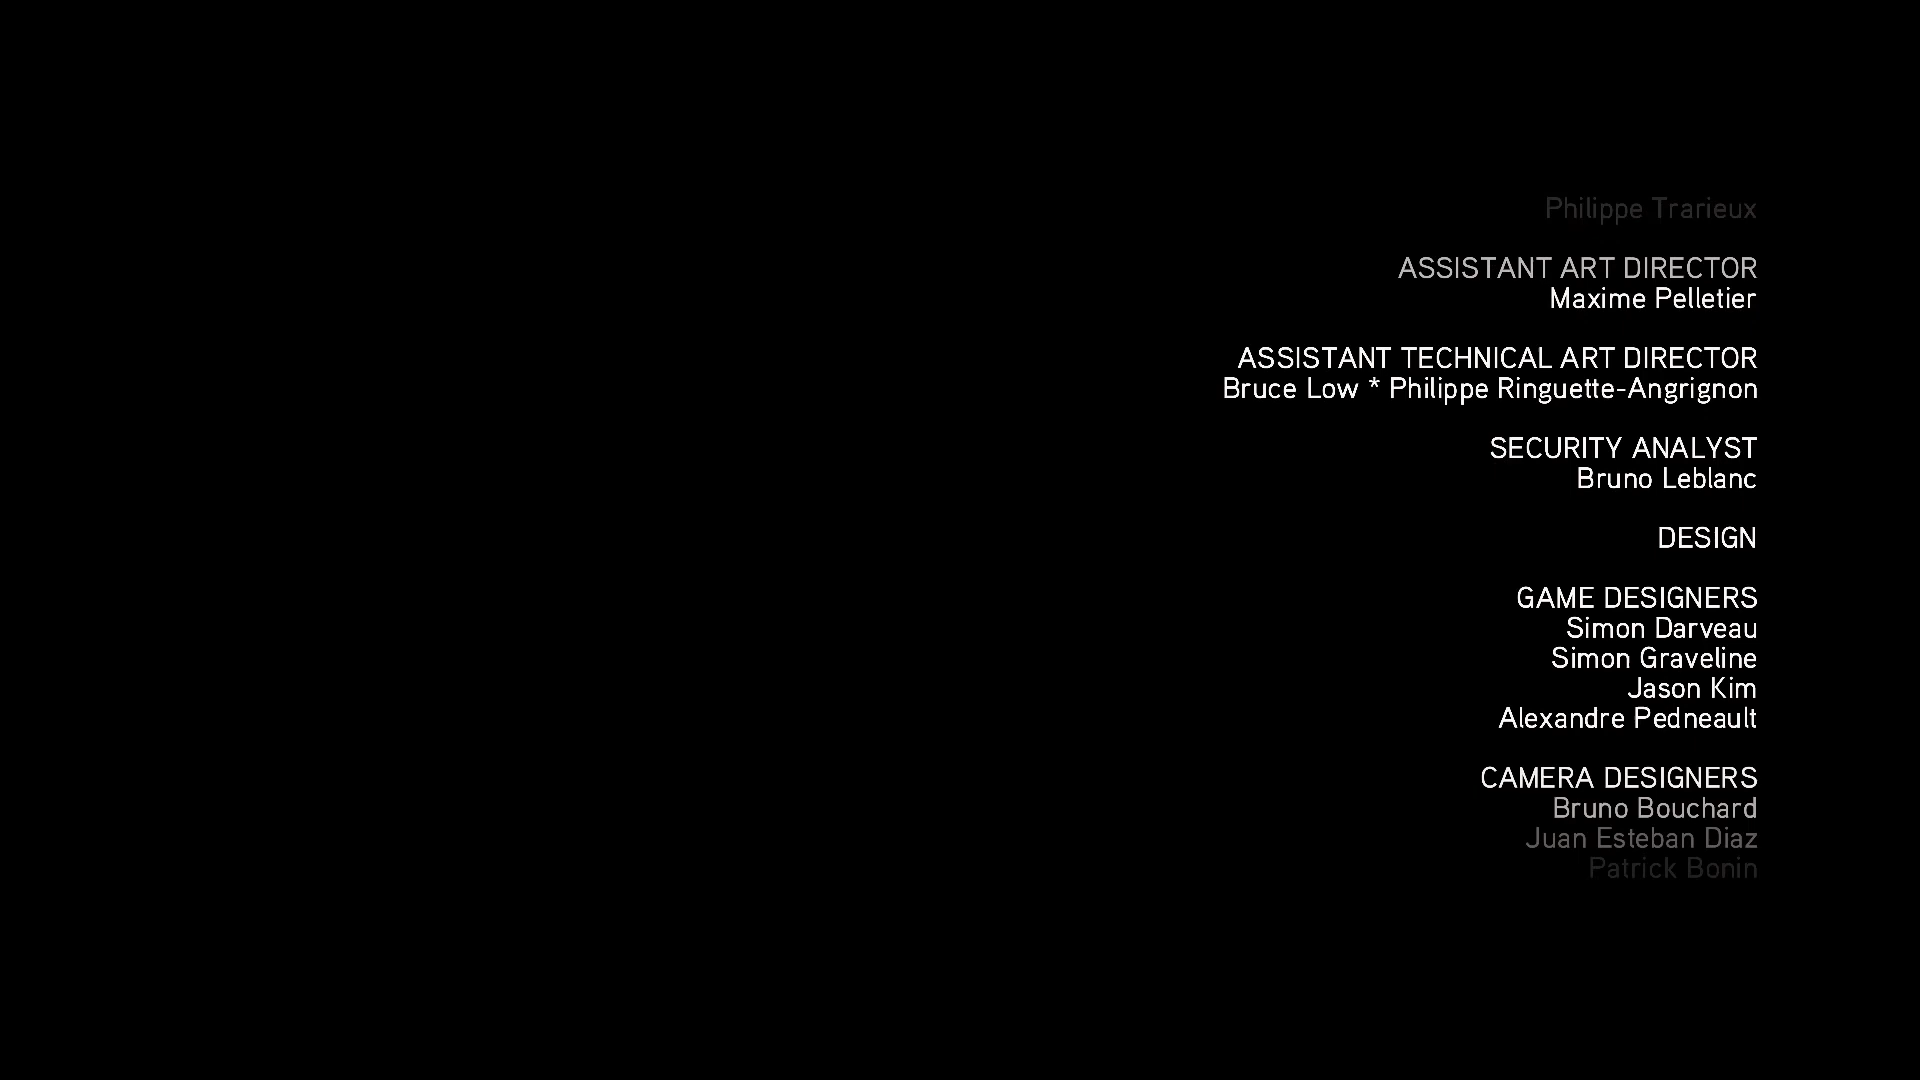 Philippe Trarieux
ASSISTANT ART DIRECTOR
Maxime Pelletier
ASSISTANT TECHNICAL ART DIRECTOR
Bruce Low * Philippe Ringuette-Angrignon
SECURITY ANALYST
Bruno Leblanc
DESIGN
GAME DESIGNERS
Simon Darveau
Simon Graveline
Jason Kim
Alexandre Pedneault
CAMERA DESIGNERS
Bruno Bouchard
Juan Esteban Diaz
Patrick Bonin